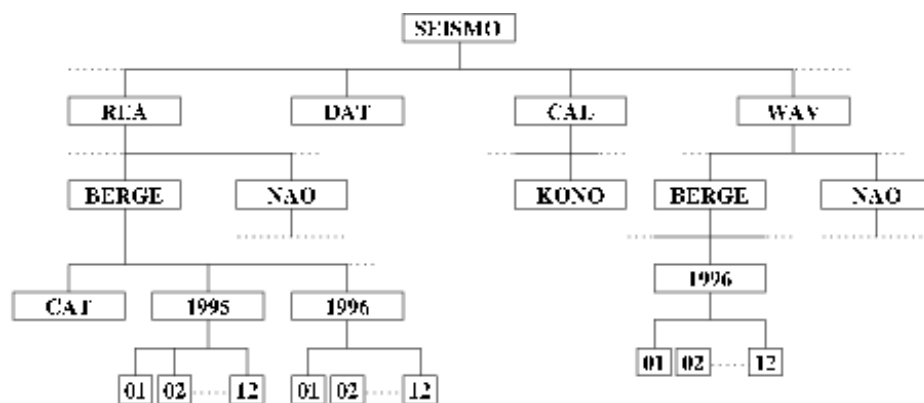 SEISMO
REA DAT CAL WAV
BERGE NAO KONO BERGE NAO
1996
CAT 1995 1996
01 02 12
01 02 12 01 02 12